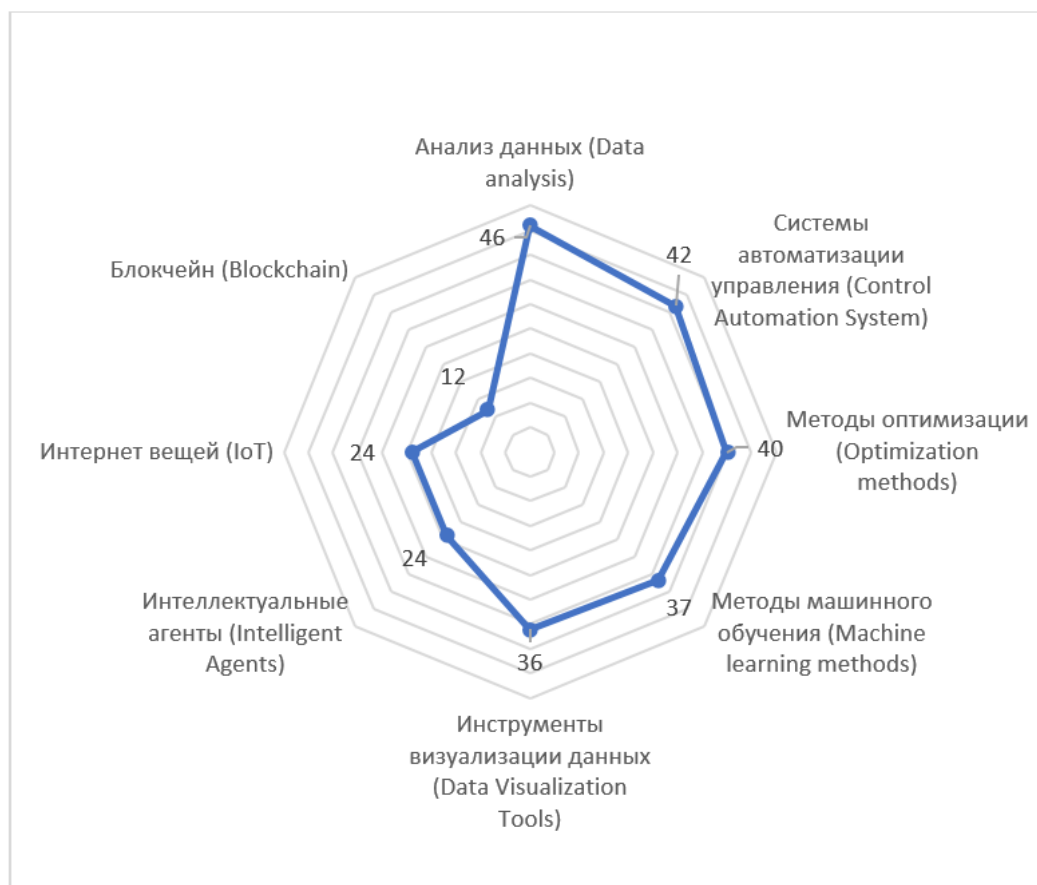 Анализ данных (Data
analysis)
46
Системы
автоматизации
управления (Control
Automation System)
42
Методы оптимизации
(Optimization
methods)
40
Методы машинного
обучения (Machine
learning methods)
37
Инструменты
визуализации данных
(Data Visualization
Tools)
36
Интеллектуальные
агенты (Intelligent
Agents)
24
Интернет вещей (IoT)
24
Блокчейн (Blockchain)
12